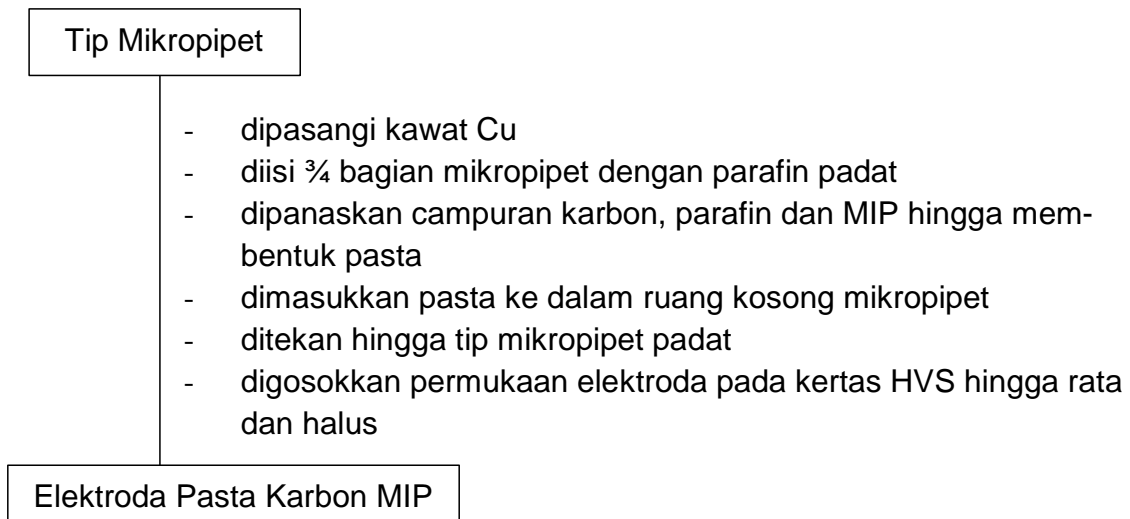 Tip Mikropipet
- dipasangi kawat Cu
- diisi ¾ bagian mikropipet dengan parafin padat
- dipanaskan campuran karbon, parafin dan MIP hingga mem-
bentuk pasta
- dimasukkan pasta ke dalam ruang kosong mikropipet
- ditekan hingga tip mikropipet padat
- digosokkan permukaan elektroda pada kertas HVS hingga rata
dan halus
Elektroda Pasta Karbon MIP